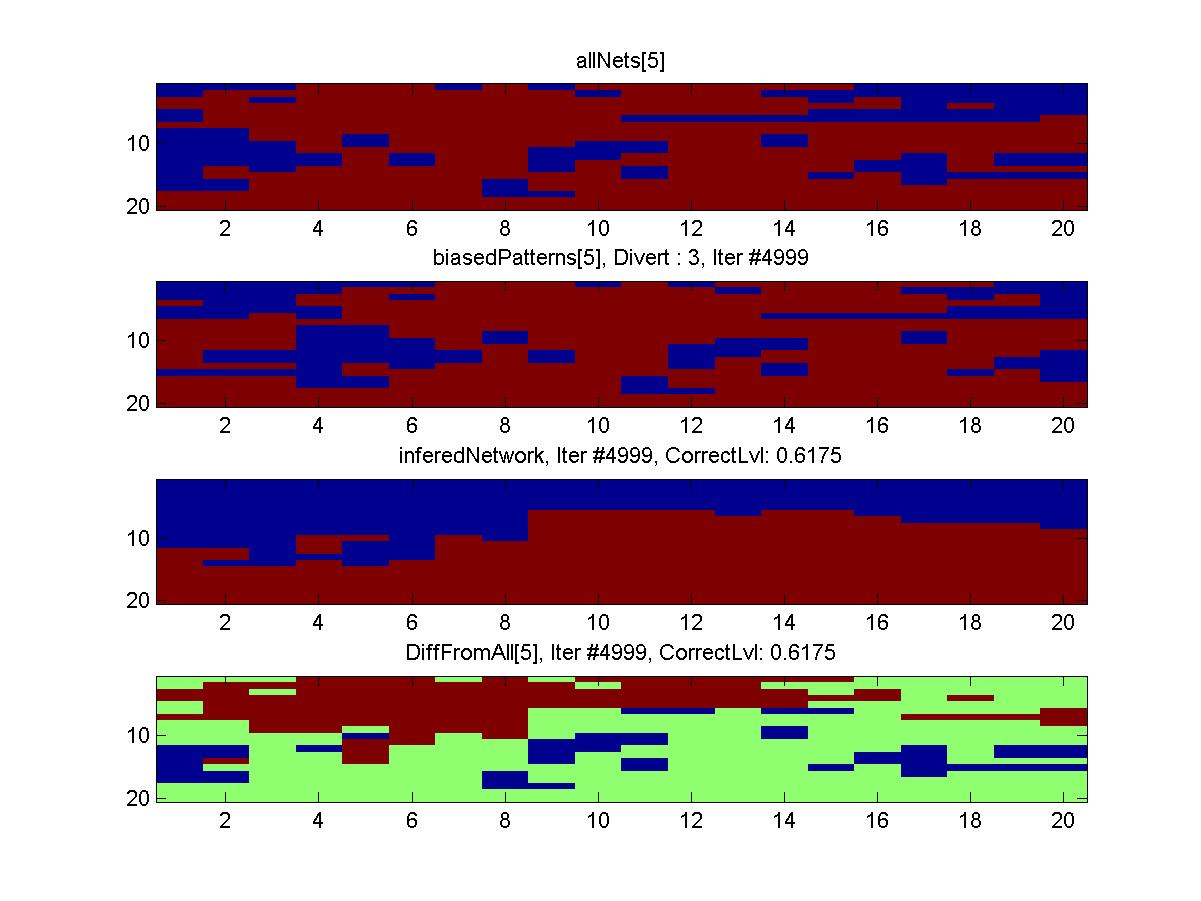 allNets[5]
10
20
2 4 6 8 10 12 14 16 18 20
biasedPatterns[5], Divert : 3, Iter #4999
10
20
2 4 6 8 10 12 14 16 18 20
inferedNetwork, Iter #4999, CorrectLvl: 0.6175
10
20
2 4 6 8 10 12 14 16 18 20
DiffFromAll[5], Iter #4999, CorrectLvl: 0.6175
10
20
2 4 6 8 10 12 14 16 18 20